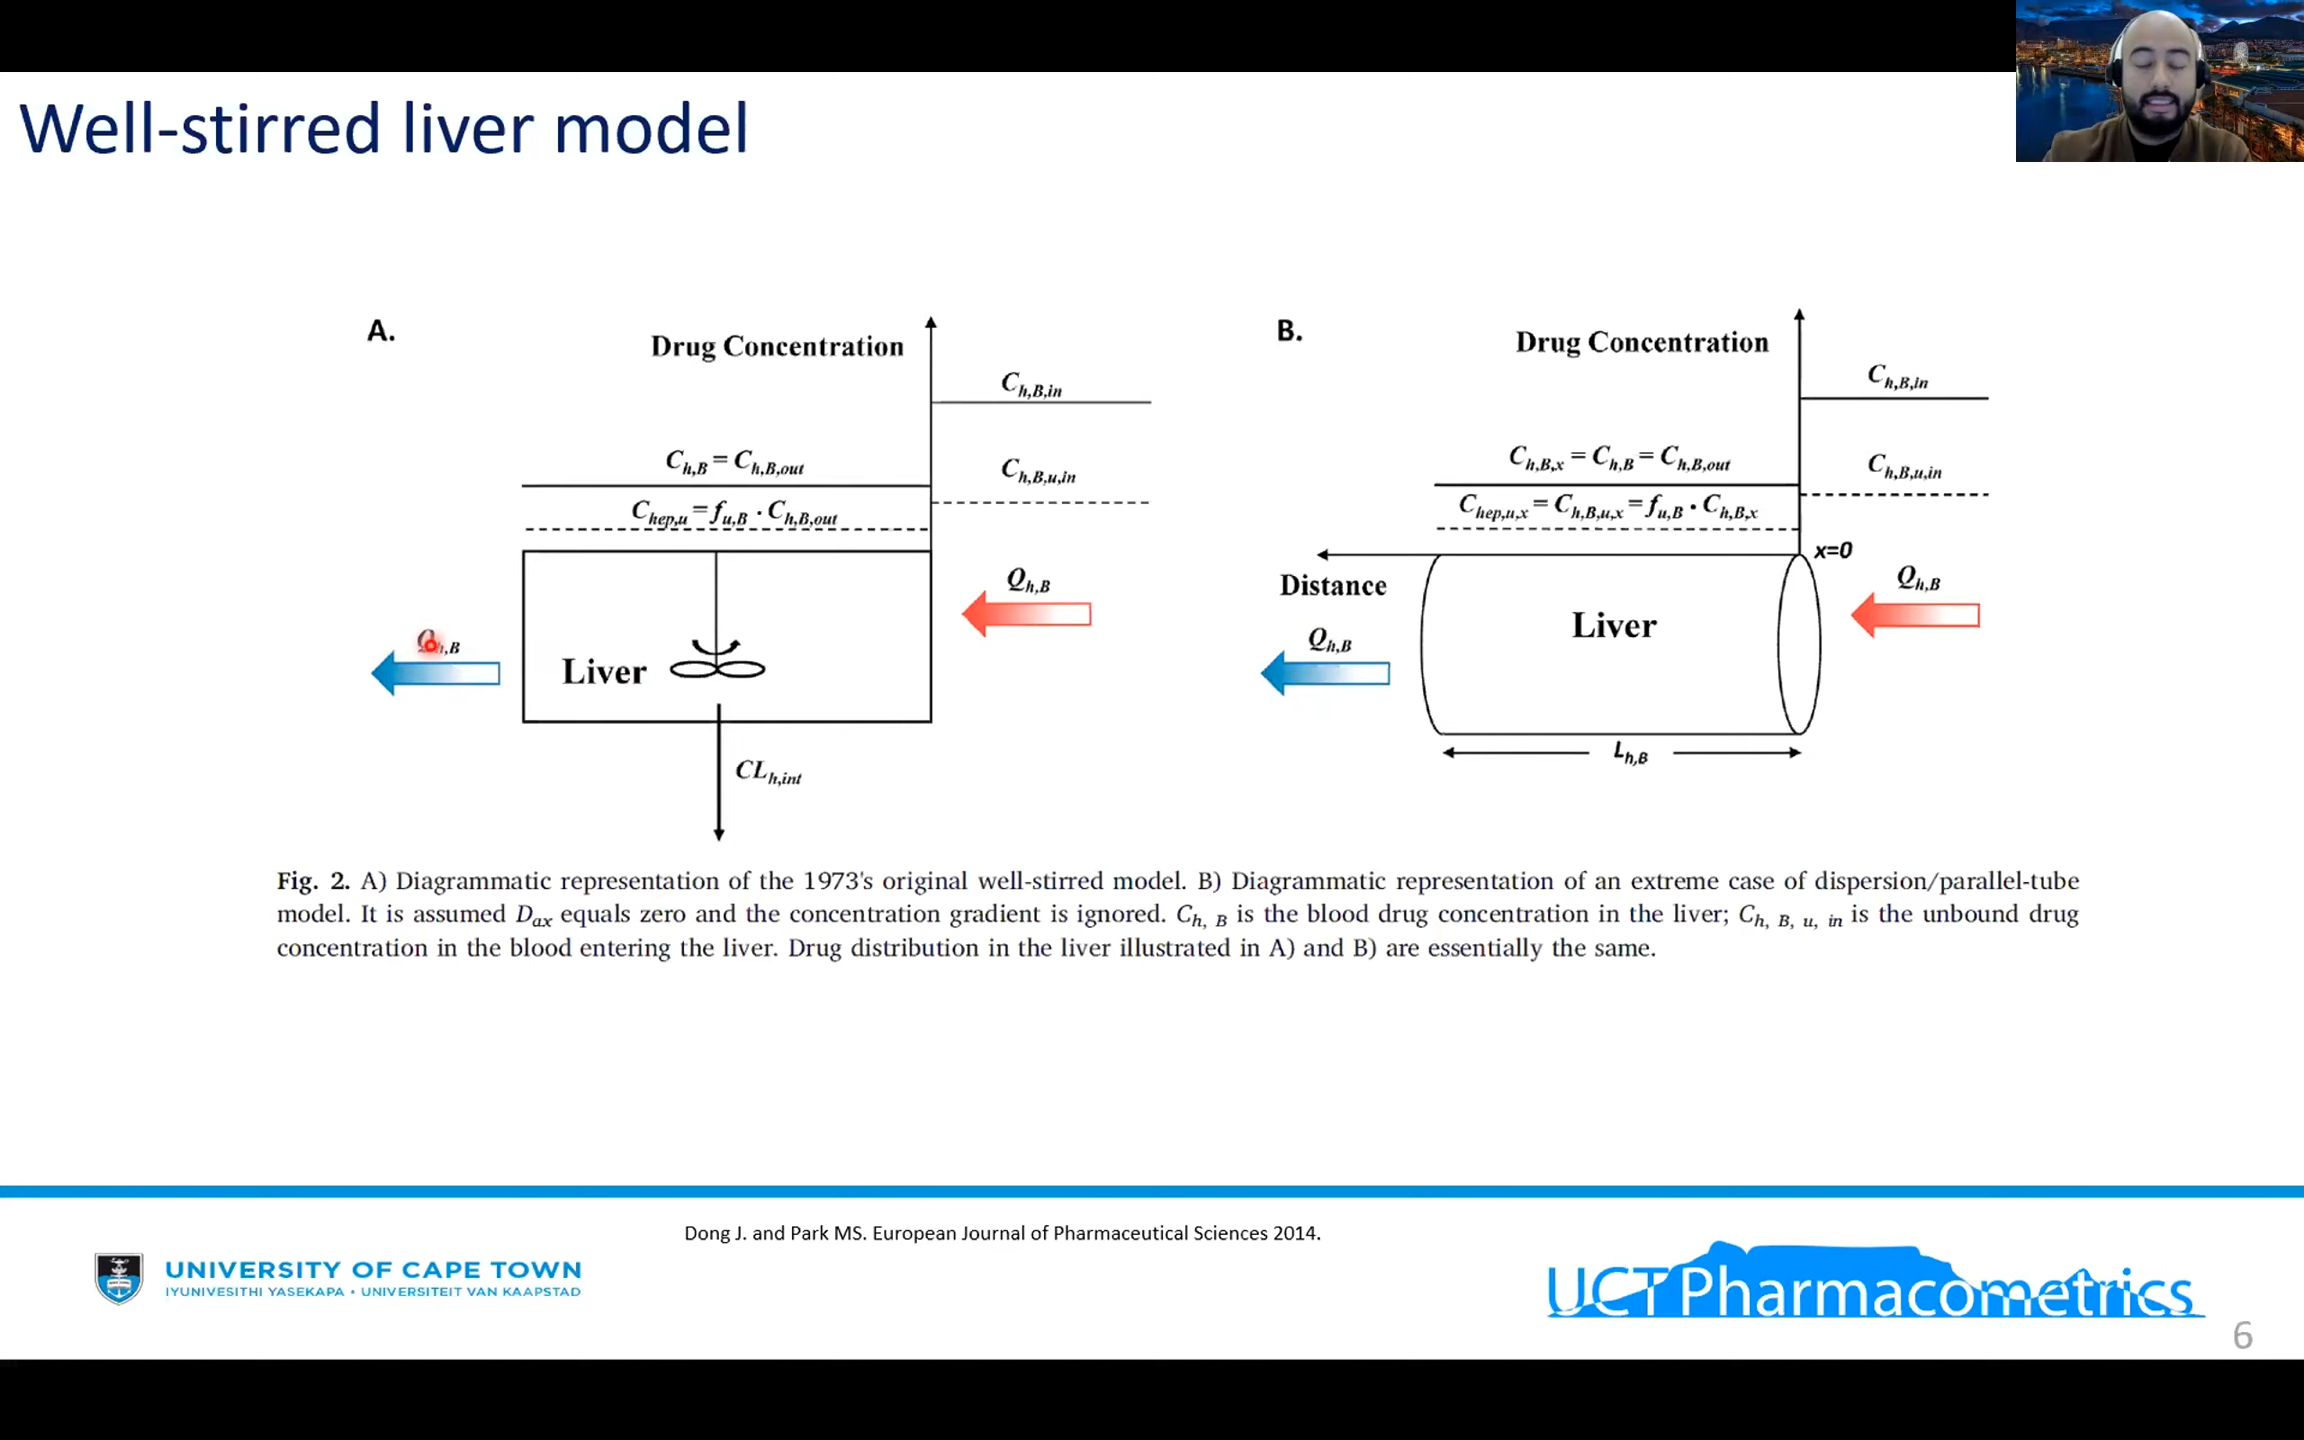 Well-stirred liver model
A.
Drug Concentration
C_h,B,in
C_h,B = C_h,B,out
C_h,B,u,in
C_hep,u = f_u,B · C_h,B,out
Q_h,B
Q_h,B
Liver
CL_h,int
B.
Drug Concentration
C_h,B,in
C_h,B,x = C_h,B = C_h,B,out
C_h,B,u,in
C_hep,u,x = C_h,B,u,x = f_u,B · C_h,B,x
x=0
Distance
Q_h,B
Liver
Q_h,B
L_h,B
Fig. 2. A) Diagrammatic representation of the 1973's original well-stirred model. B) Diagrammatic representation of an extreme case of dispersion/parallel-tube
model. It is assumed D_ax equals zero and the concentration gradient is ignored. C_h, B is the blood drug concentration in the liver; C_h, B, u, in is the unbound drug
concentration in the blood entering the liver. Drug distribution in the liver illustrated in A) and B) are essentially the same.
Dong J. and Park MS. European Journal of Pharmaceutical Sciences 2014.
UNIVERSITY OF CAPE TOWN
IYUNIVESITHI YASEKAPA • UNIVERSITEIT VAN KAAPSTAD
UCT Pharmacometrics
6